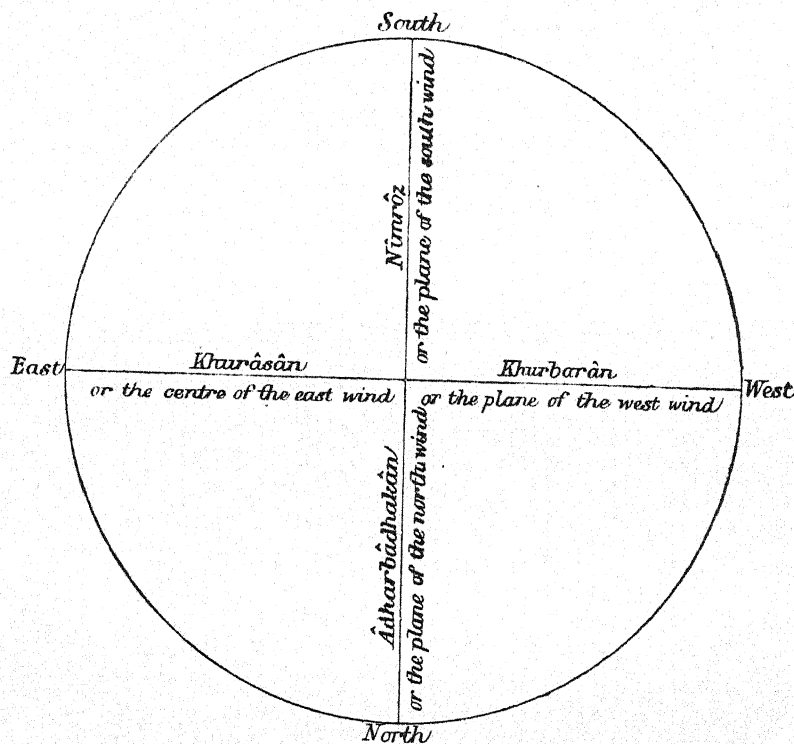 South
Nîmrôz
or the plane of the south wind
East
Khurâsân
or the centre of the east wind
Khurbarân
or the plane of the west wind
West
Âdharbâdhakân
or the plane of the north wind
North